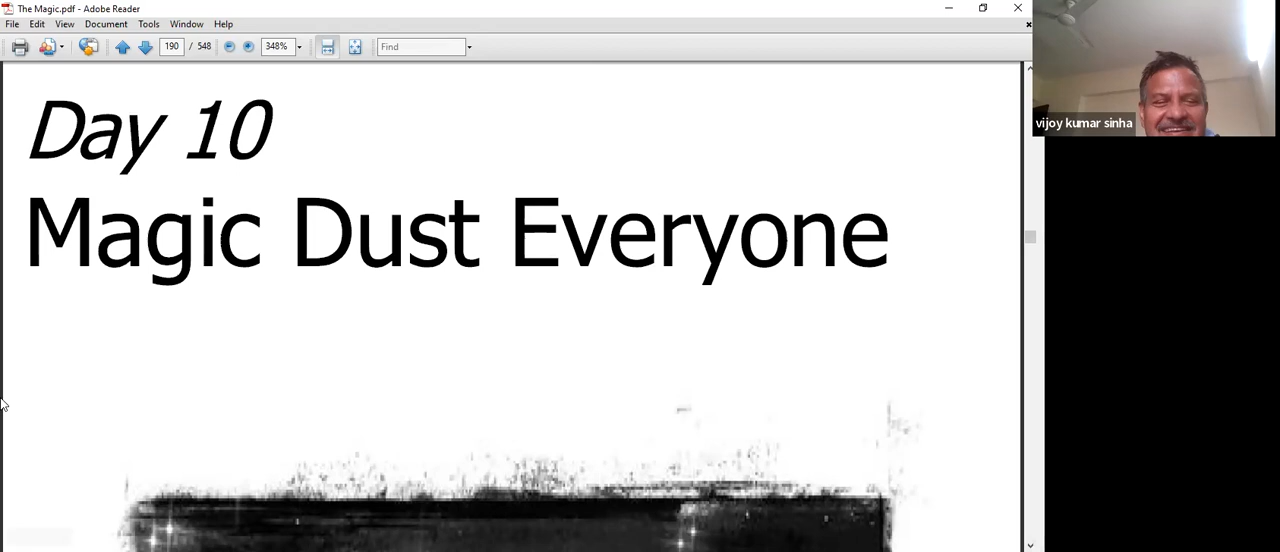 The Magic.pdf - Adobe Reader
File Edit View Document Tools Window Help
190 / 548 348% Find
Day 10
Magic Dust Everyone
vijoy kumar sinha